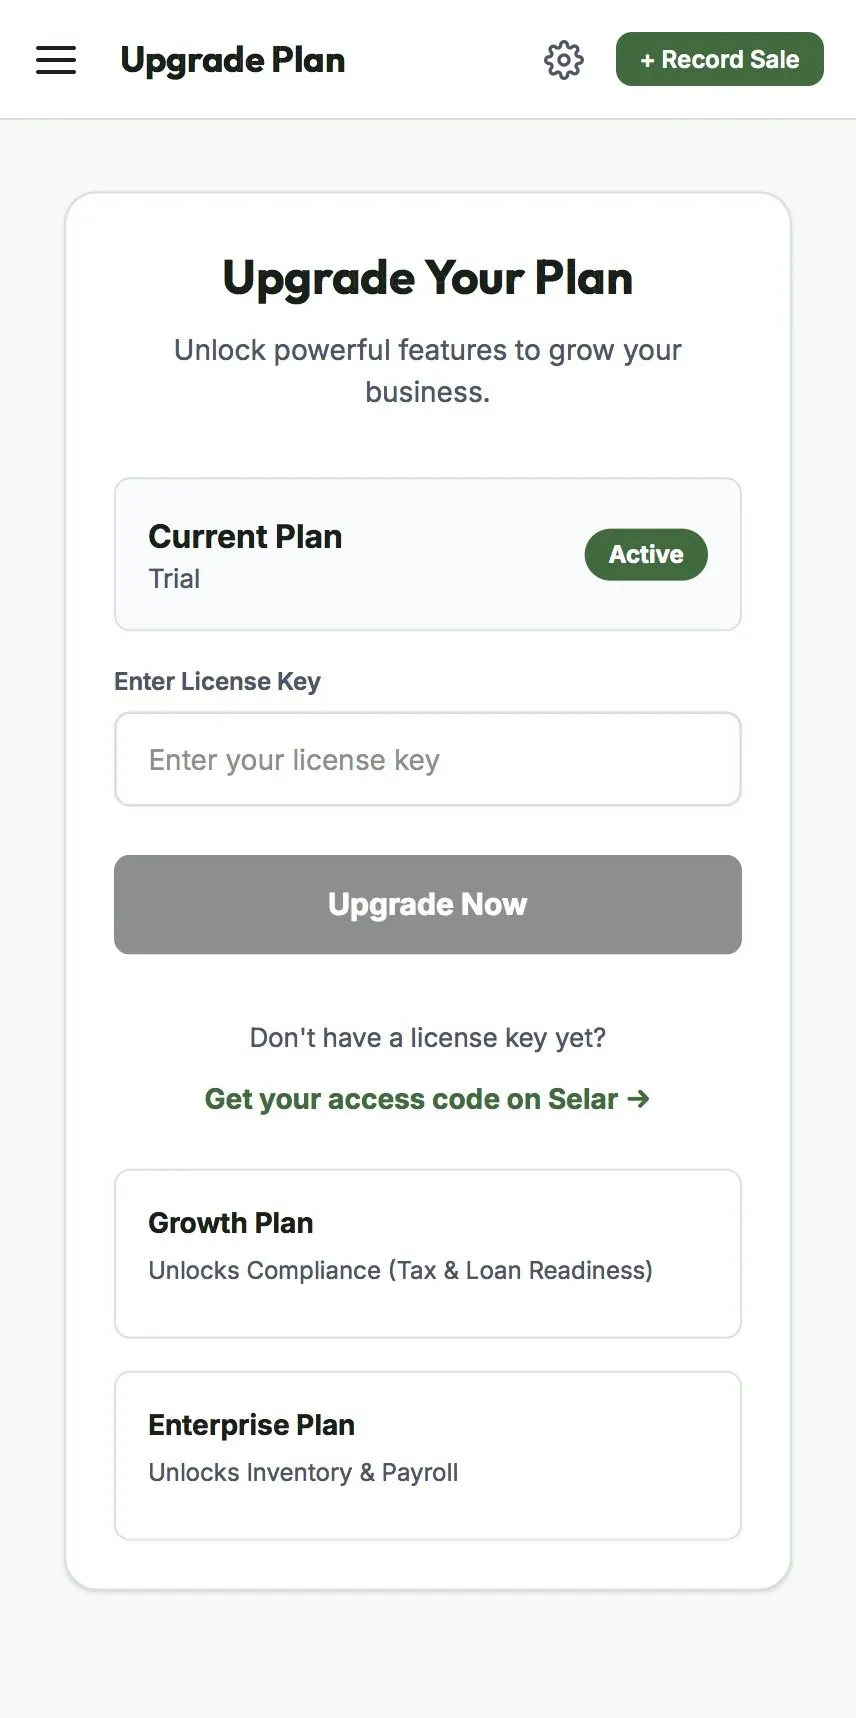 Upgrade Plan
+ Record Sale
Upgrade Your Plan
Unlock powerful features to grow your
business.
Current Plan
Trial
Active
Enter License Key
Enter your license key
Upgrade Now
Don't have a license key yet?
Get your access code on Selar →
Growth Plan
Unlocks Compliance (Tax & Loan Readiness)
Enterprise Plan
Unlocks Inventory & Payroll